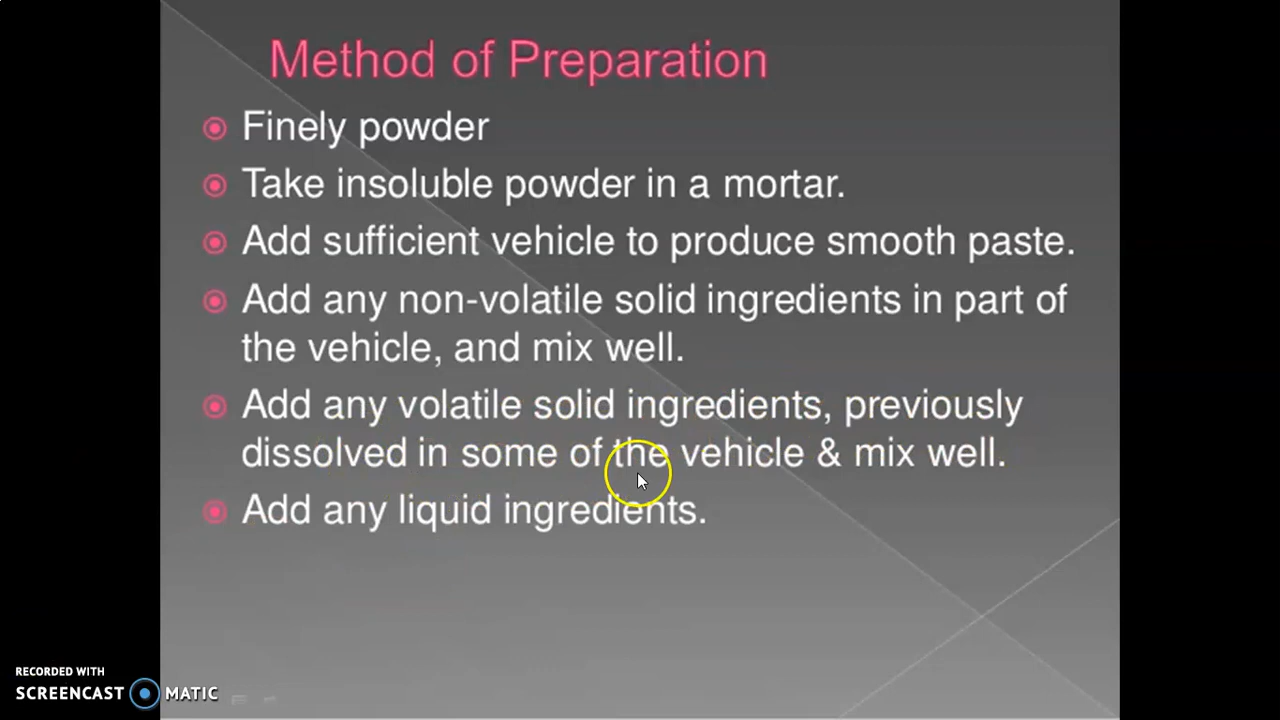 Method of Preparation
Finely powder
Take insoluble powder in a mortar.
Add sufficient vehicle to produce smooth paste.
Add any non-volatile solid ingredients in part of
the vehicle, and mix well.
Add any volatile solid ingredients, previously
dissolved in some of the vehicle & mix well.
Add any liquid ingredients.
RECORDED WITH
SCREENCAST MATIC